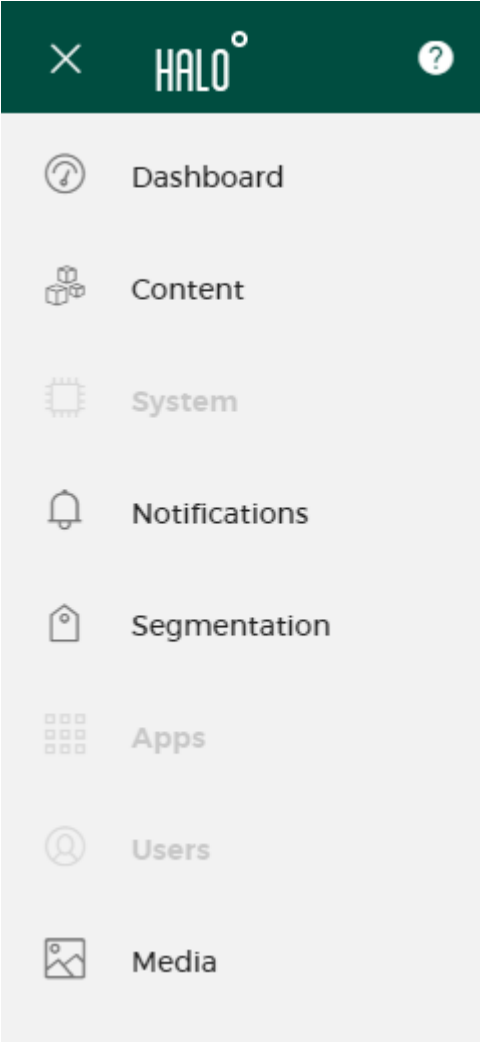 HALO°
?
Dashboard
Content
System
Notifications
Segmentation
Apps
Users
Media